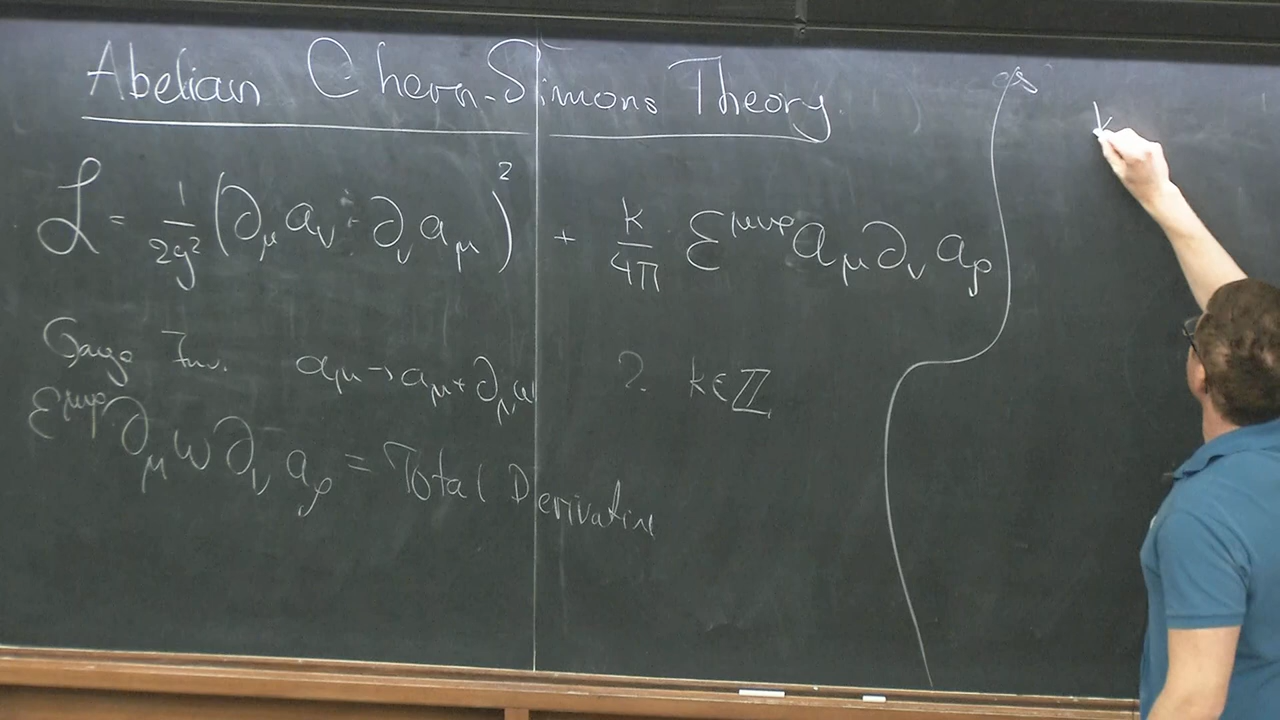 Abelian Chern-Simons Theory.
ℒ = 1/2g² (∂_μ a_ν - ∂_ν a_μ)² + k/4π ε^{μνρ} a_μ ∂_ν a_ρ
Gauge Inv. a_μ → a_μ + ∂_μ ω ? k∈ℤ
ε^{μνρ} ∂_μ ω ∂_ν a_ρ = Total Derivative
k